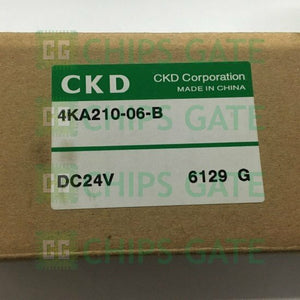 CHIPS GATE
CKD
CKD Corporation
MADE IN CHINA
4KA210-06-B
DC24V 6129 G
CHIPS GATE